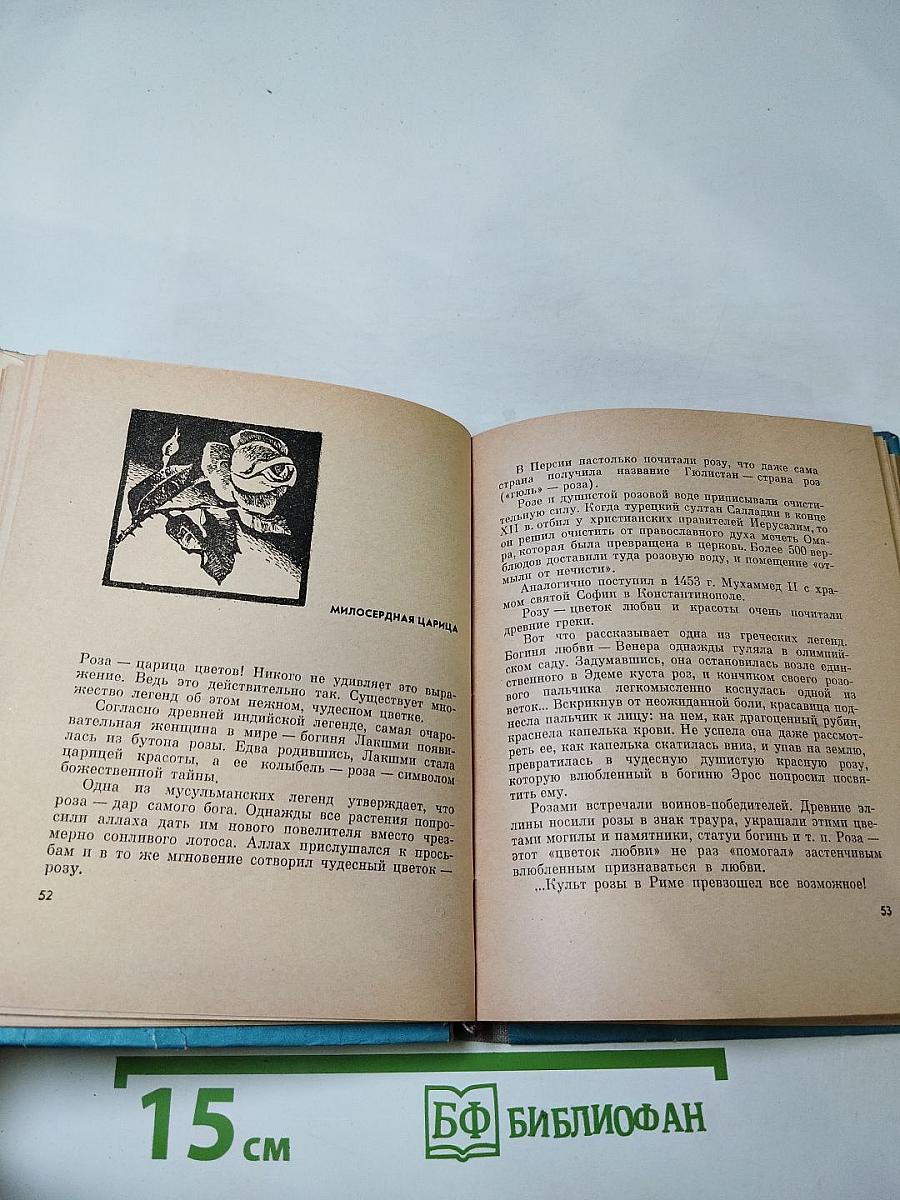 МИЛОСЕРДНАЯ ЦАРИЦА
Роза — царица цветов! Никого не удивляет это выра-
жение. Ведь это действительно так. Существует мно-
жество легенд об этом нежном, чудесном цветке.
Согласно древней индийской легенде, самая очаро-
вательная женщина в мире — богиня Лакшми появи-
лась из бутона розы. Едва родившись, Лакшми стала
царицей красоты, а ее колыбель — роза — символом
божественной тайны.
Одна из мусульманских легенд утверждает, что
роза — дар самого бога. Однажды все растения попро-
сили аллаха дать им нового повелителя вместо чрез-
мерно сонливого лотоса. Аллах прислушался к прось-
бам и в то же мгновение сотворил чудесный цветок —
розу.
52
В Персии настолько почитали розу, что даже сама
страна получила название Гюлистан — страна роз
(«гюль» — роза).
Розе и душистой розовой воде приписывали очисти-
тельную силу. Когда турецкий султан Салладин в конце
XII в. отбил у христианских правителей Иерусалим, то
он решил очистить от православного духа мечеть Ома-
ра, которая была превращена в церковь. Более 500 вер-
блюдов доставили туда розовую воду, и помещение «от-
мыли от нечисти».
Аналогично поступил в 1453 г. Мухаммед II с хра-
мом святой Софии в Константинополе.
Розу — цветок любви и красоты очень почитали
древние греки.
Вот что рассказывает одна из греческих легенд.
Богиня любви — Венера однажды гуляла в олимпий-
ском саду. Задумавшись, она остановилась возле един-
ственного в Эдеме куста роз, и кончиком своего розо-
вого пальчика легкомысленно коснулась одной из
веток... Вскрикнув от неожиданной боли, красавица под-
несла пальчик к лицу: на нем, как драгоценный рубин,
краснела капелька крови. Не успела она даже рассмот-
реть ее, как капелька скатилась вниз, и упав на землю,
превратилась в чудесную душистую красную розу,
которую влюбленный в богиню Эрос попросил посвя-
тить ему.
Розами встречали воинов-победителей. Древние эл-
лины носили розы в знак траура, украшали этими цве-
тами могилы и памятники, статуи богинь и т. п. Роза —
этот «цветок любви» не раз «помогал» застенчивым
влюбленным признаваться в любви.
...Культ розы в Риме превзошел все возможное!
53
15 см
БФ БИБЛИОФАН